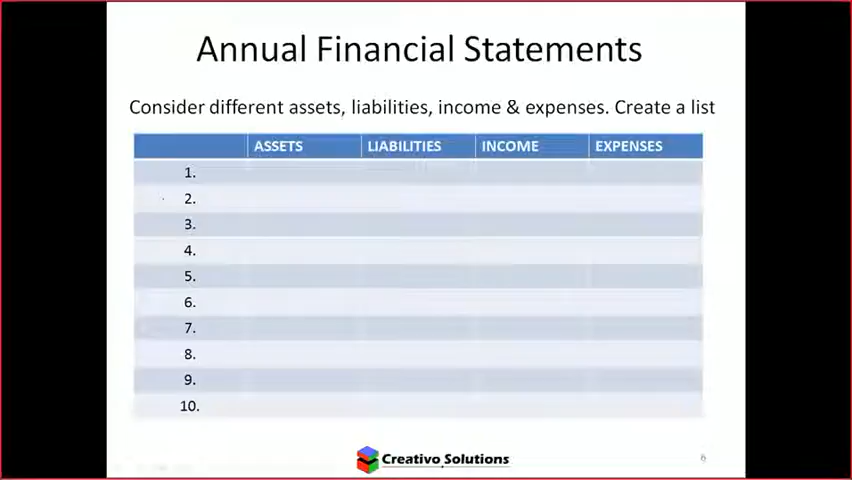 Annual Financial Statements
Consider different assets, liabilities, income & expenses. Create a list
ASSETS LIABILITIES INCOME EXPENSES
1.
2.
3.
4.
5.
6.
7.
8.
9.
10.
Creativo Solutions
6